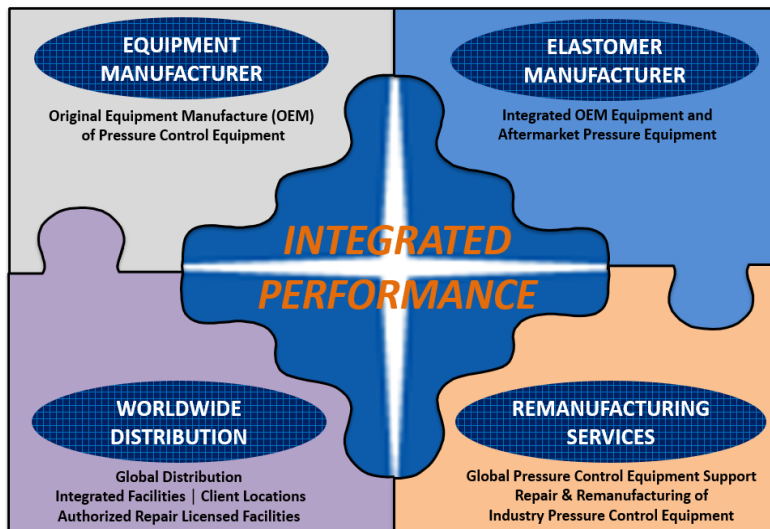 EQUIPMENT
MANUFACTURER
Original Equipment Manufacture (OEM)
of Pressure Control Equipment
ELASTOMER
MANUFACTURER
Integrated OEM Equipment and
Aftermarket Pressure Equipment
INTEGRATED
PERFORMANCE
WORLDWIDE
DISTRIBUTION
Global Distribution
Integrated Facilities | Client Locations
Authorized Repair Licensed Facilities
REMANUFACTURING
SERVICES
Global Pressure Control Equipment Support
Repair & Remanufacturing of
Industry Pressure Control Equipment